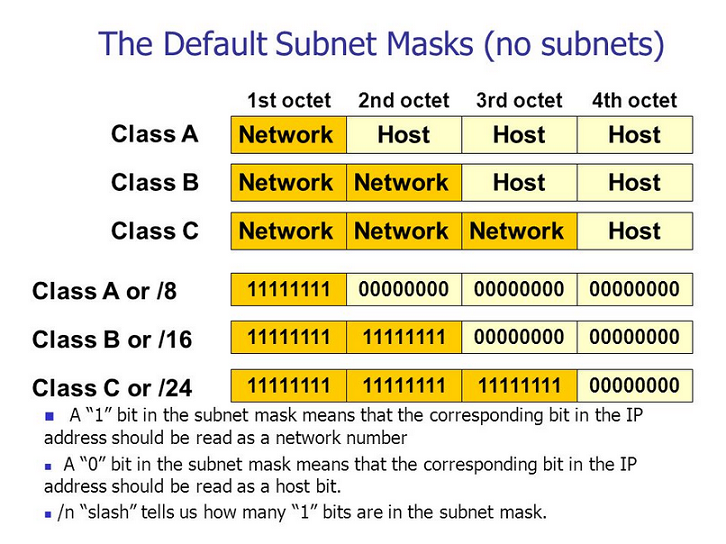 The Default Subnet Masks (no subnets)
1st octet 2nd octet 3rd octet 4th octet
Class A Network Host Host Host
Class B Network Network Host Host
Class C Network Network Network Host
Class A or /8 11111111 00000000 00000000 00000000
Class B or /16 11111111 11111111 00000000 00000000
Class C or /24 11111111 11111111 11111111 00000000
■ A “1” bit in the subnet mask means that the corresponding bit in the IP
address should be read as a network number
■ A “0” bit in the subnet mask means that the corresponding bit in the IP
address should be read as a host bit.
■ /n “slash” tells us how many “1” bits are in the subnet mask.